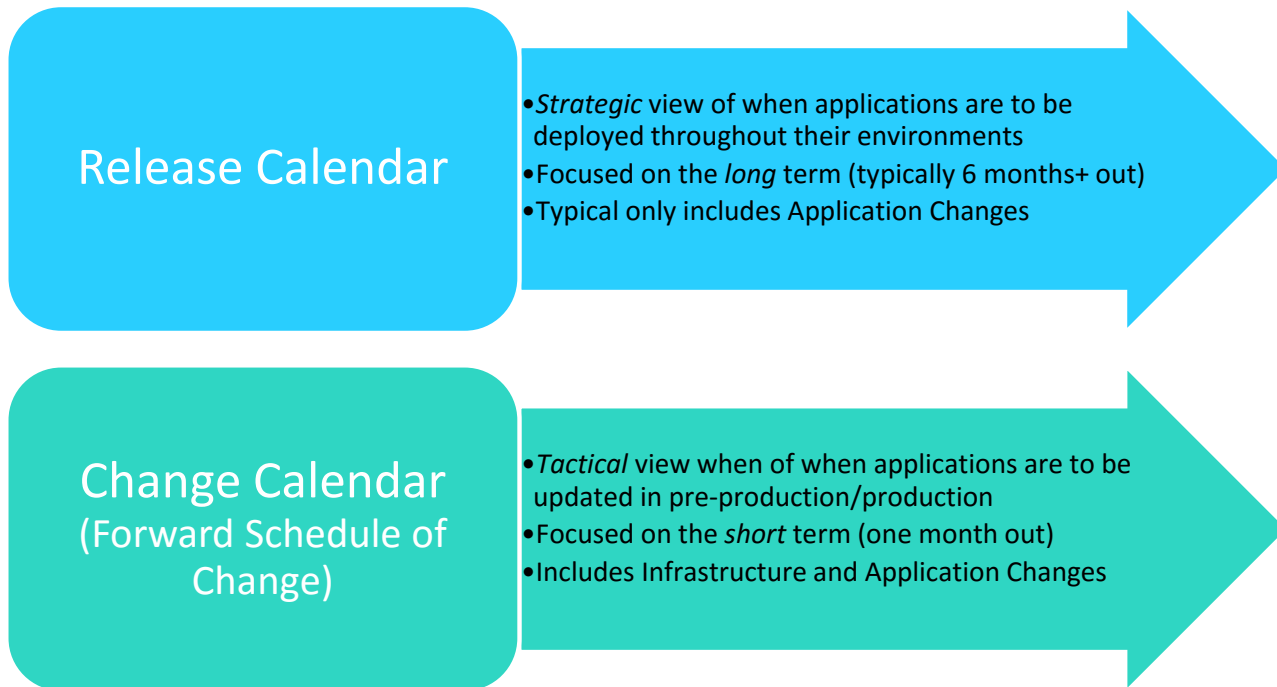 Release Calendar
•Strategic view of when applications are to be
deployed throughout their environments
•Focused on the long term (typically 6 months+ out)
•Typical only includes Application Changes
Change Calendar
(Forward Schedule of
Change)
•Tactical view when of when applications are to be
updated in pre-production/production
•Focused on the short term (one month out)
•Includes Infrastructure and Application Changes